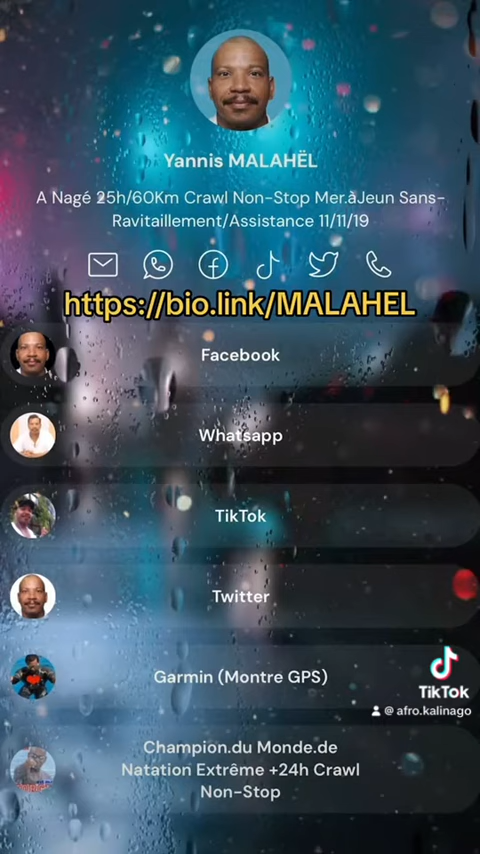 Yannis MALAHËL
A Nagé 25h/60Km Crawl Non-Stop Mer.àJeun Sans-
Ravitaillement/Assistance 11/11/19
https://bio.link/MALAHEL
Facebook
Whatsapp
TikTok
Twitter
Garmin (Montre GPS)
TikTok
@ afro.kalinago
Champion.du Monde.de
Natation Extrême +24h Crawl
Non-Stop